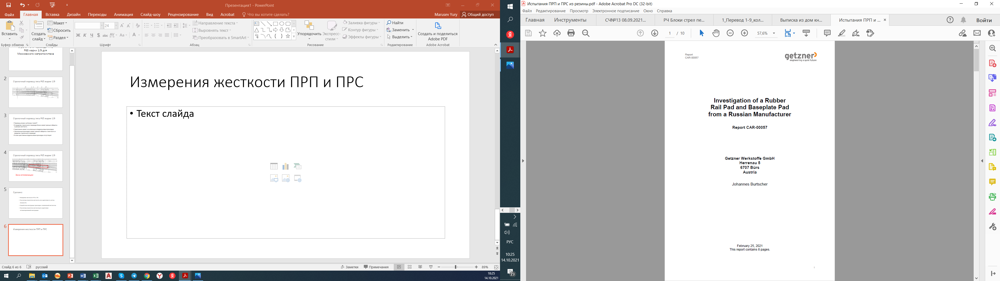 Презентация1 - PowerPoint
Файл
Главная
Вставка
Дизайн
Переходы
Анимация
Слайд-шоу
Рецензирование
Вид
Acrobat
Что вы хотите сделать?
Marusev Yury
Общий доступ
Вставить
Создать слайд
Макет
Сбросить
Раздел
24
Ж К Ч S abc AV Aa А
Направление текста
Выровнять текст
Преобразовать в SmartArt
Упорядочить
Экспресс-стили
Заливка фигуры
Контур фигуры
Эффекты фигуры
Найти
Заменить
Выделить
Создать и поделиться
Adobe PDF
Буфер обмена
Слайды
Шрифт
Абзац
Рисование
Редактирование
Adobe Acrobat
Р65 марки 1/9 для
Московского метрополитена
2
Стрелочный перевод типа Р65 марки 1/9
3
Стрелочный перевод типа Р65 марки 1/9
4
Стрелочный перевод типа Р65 марки 1/9
Зона оптимизации
5
Сделано:
6
Измерения жесткости ПРП и ПРС
Измерения жесткости ПРП и ПРС
• Текст слайда
Слайд 6 из 6
русский
Заметки
Примечания
89%
10:25
14.10.2021
РУС
10:25
14.10.2021
23
Испытания ПРП и ПРС из резины.pdf - Adobe Acrobat Pro DC (32-bit)
Файл Редактирование Просмотр Электронное подписание Окно Справка
Главная
Инструменты
СЧ№13 08.09.2021...
РЧ Блоки стрел пе...
1_Перевод 1-9_кол...
Выписка из дом кн...
Испытания ПРП и ...
Войти
1 / 10
57,6%
Report
CAR-00057
getzner
engineering a quiet future
Investigation of a Rubber
Rail Pad and Baseplate Pad
from a Russian Manufacturer
Report CAR-00057
Getzner Werkstoffe GmbH
Herrenau 5
6707 Bürs
Austria
Johannes Burtscher
February 25, 2021
This report contains 8 pages.